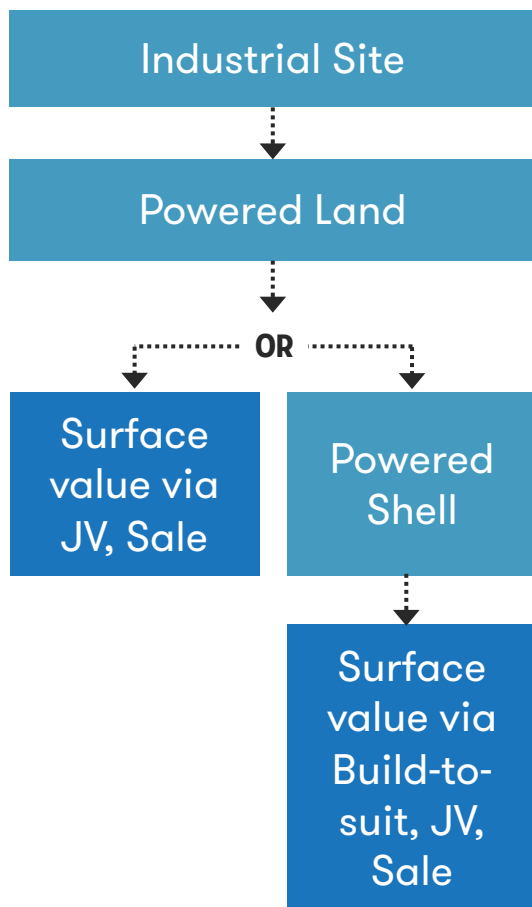 Industrial Site
Powered Land
OR
Surface
value via
JV, Sale
Powered
Shell
Surface
value via
Build-to-
suit, JV,
Sale